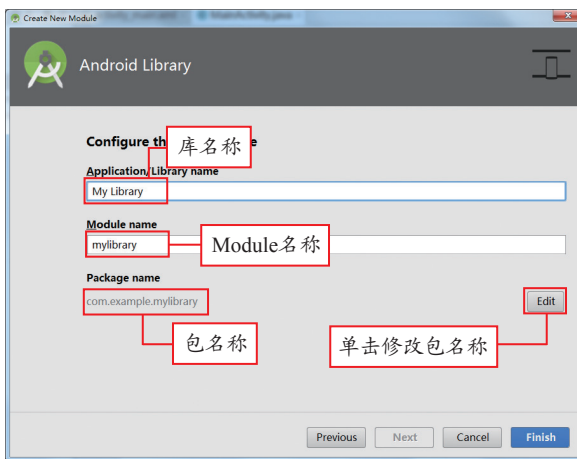 Create New Module
MainActivity.java
Android Library
Configure th
e
库名称
Application/Library name
My Library
Module name
mylibrary
Module名称
Package name
com.example.mylibrary
Edit
包名称
单击修改包名称
Previous
Next
Cancel
Finish